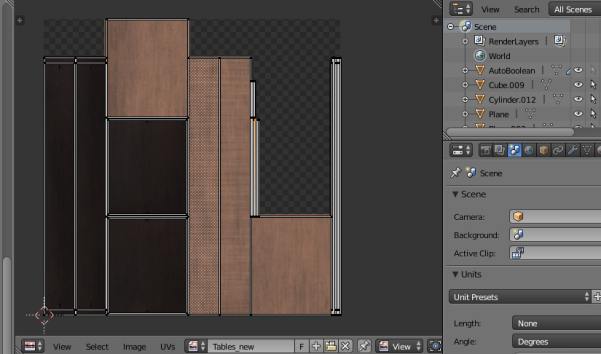 View Search All Scenes
Scene
RenderLayers |
World
AutoBoolean |
Cube.009 |
Cylinder.012 |
Plane |
Scene
Scene
Camera:
Background:
Active Clip:
Units
Unit Presets
Length: None
Angle: Degrees
View Select Image UVs Tables_new F View